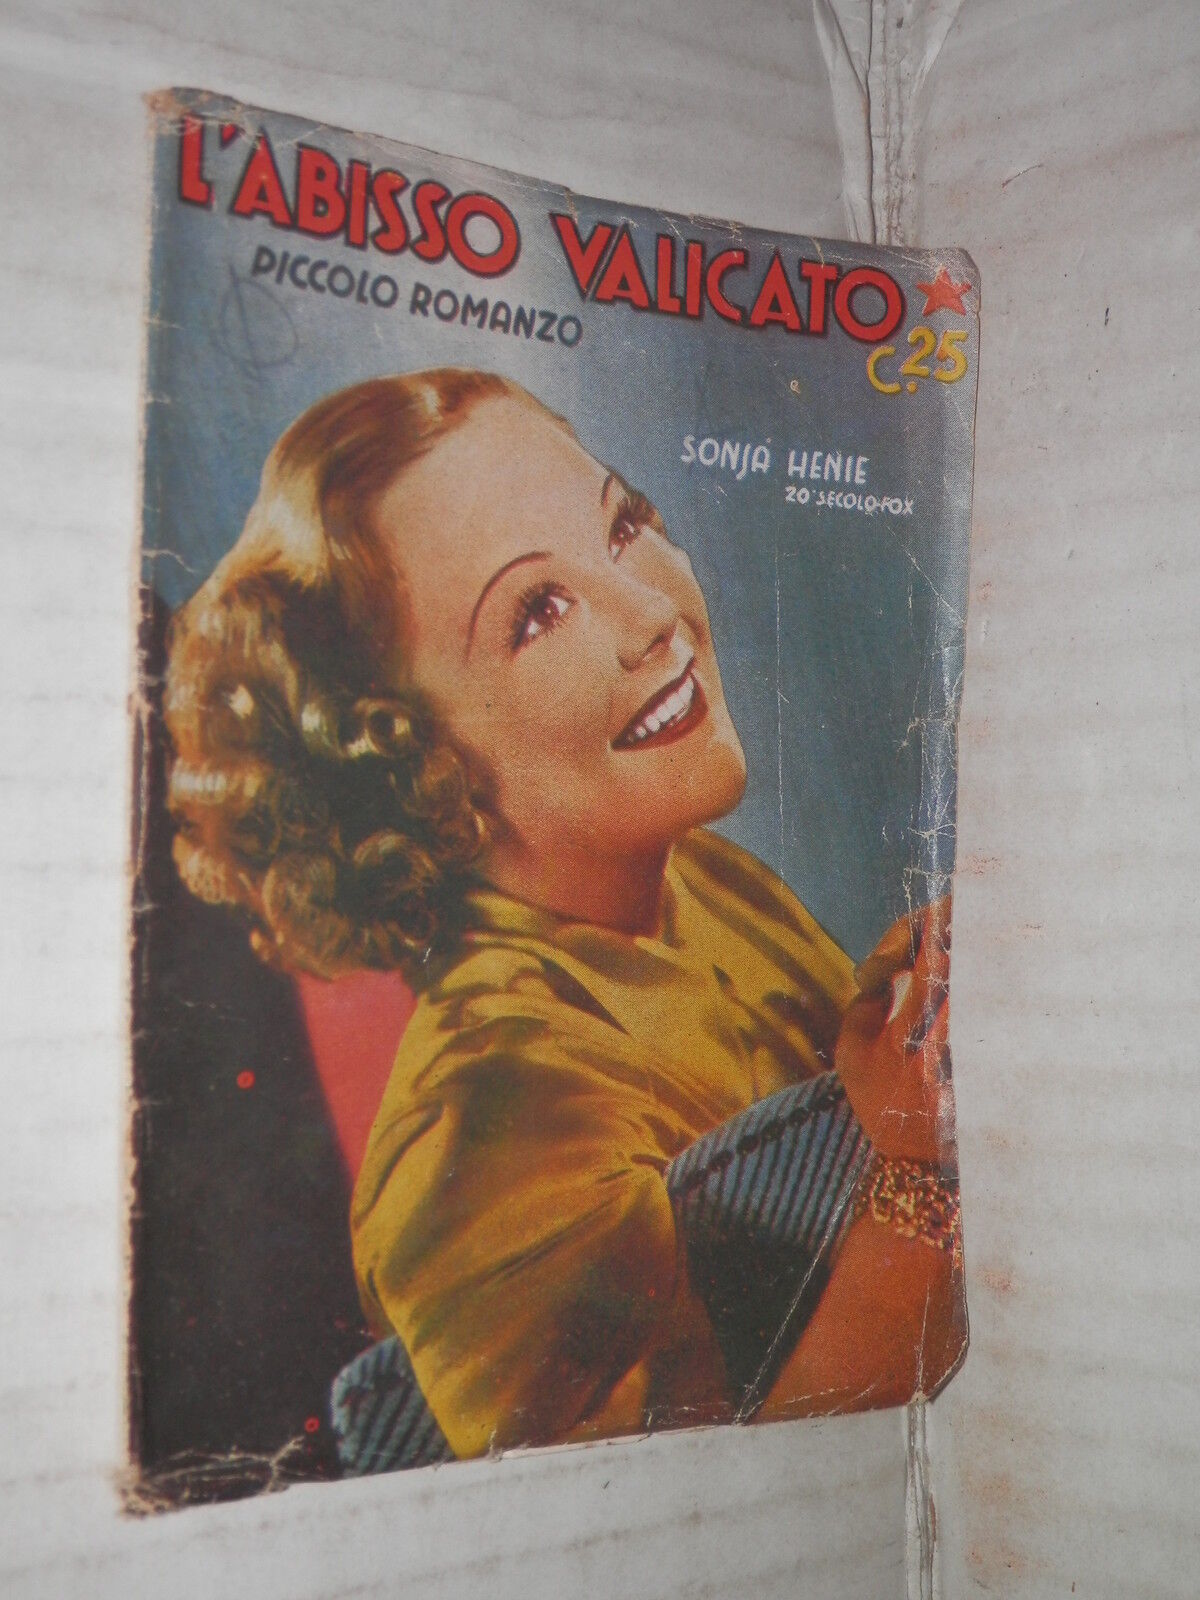 L'ABISSO VALICATO
PICCOLO ROMANZO
C. 25
SONJA HENIE
20° SECOLO-FOX